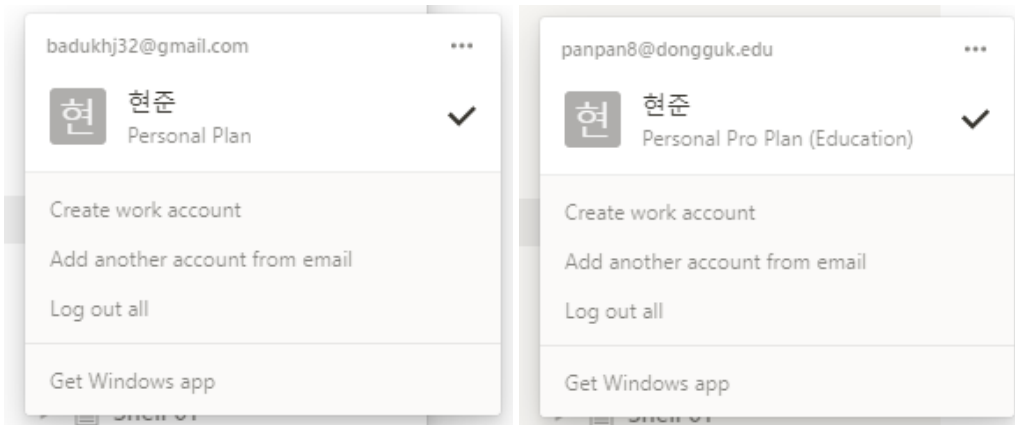 badukhj32@gmail.com
현
현준
Personal Plan
Create work account
Add another account from email
Log out all
Get Windows app
panpan8@dongguk.edu
현
현준
Personal Pro Plan (Education)
Create work account
Add another account from email
Log out all
Get Windows app